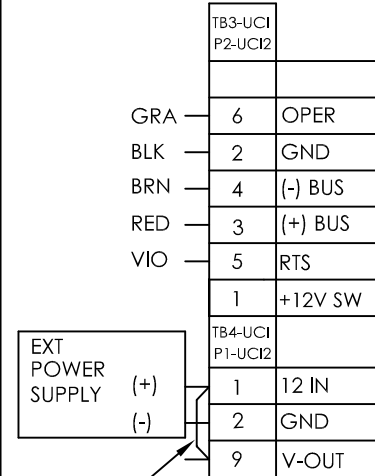 TB3-UCI
P2-UCI2
GRA 6 OPER
BLK 2 GND
BRN 4 (-) BUS
RED 3 (+) BUS
VIO 5 RTS
1 +12V SW
TB4-UCI
P1-UCI2
EXT
POWER
SUPPLY (+)
(-)
1 12 IN
2 GND
9 V-OUT